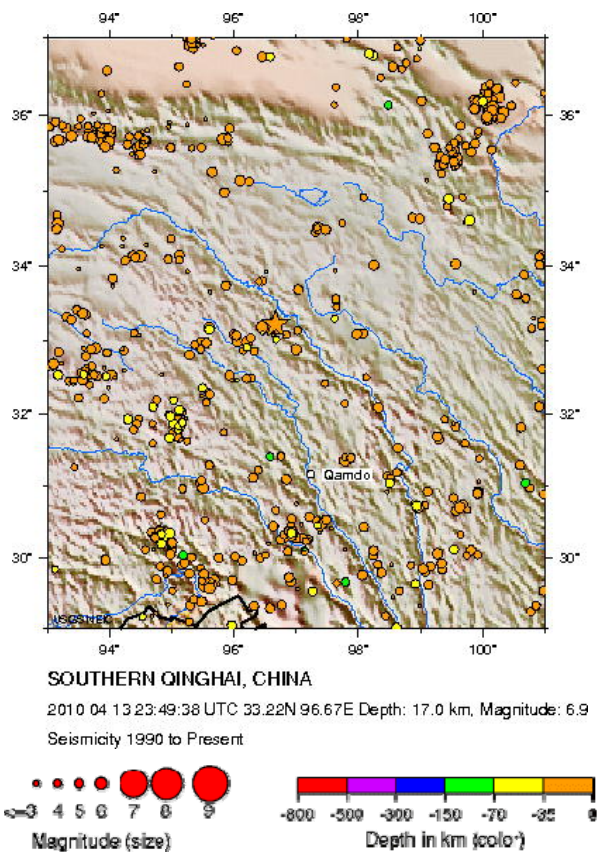 94° 96° 98° 100°
36° 36°
34° 34°
32° 32°
Qamdo
30° 30°
USGS NEIC
94° 96° 98° 100°
SOUTHERN QINGHAI, CHINA
2010 04 13 23:49:38 UTC 33.22N 96.67E Depth: 17.0 km, Magnitude: 6.9
Seismicity 1990 to Present
<=3 4 5 6 7 8 9
-800 -500 -300 -150 -70 -35 0
Magnitude (size) Depth in km (color)